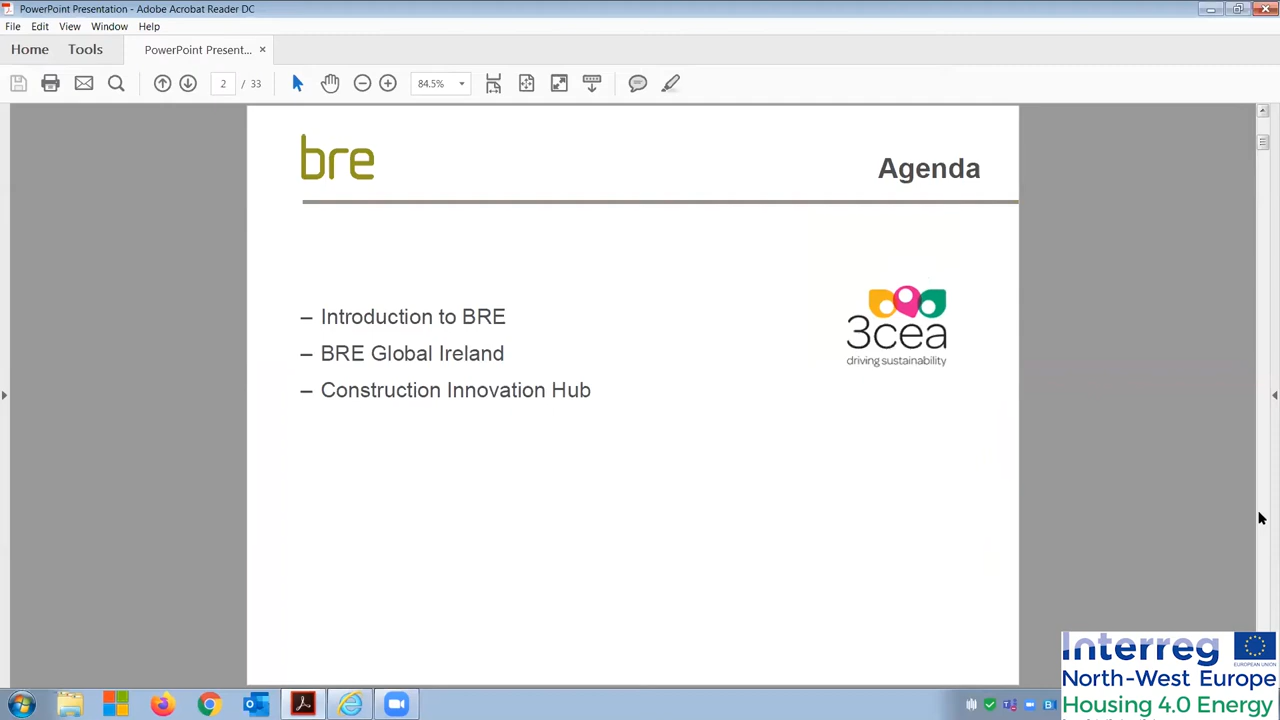 PowerPoint Presentation - Adobe Acrobat Reader DC
File Edit View Window Help
Home Tools PowerPoint Present... ×
2 / 33 84.5%
bre
Agenda
– Introduction to BRE
– BRE Global Ireland
– Construction Innovation Hub
3cea
driving sustainability
Interreg
EUROPEAN UNION
North-West Europe
Housing 4.0 Energy